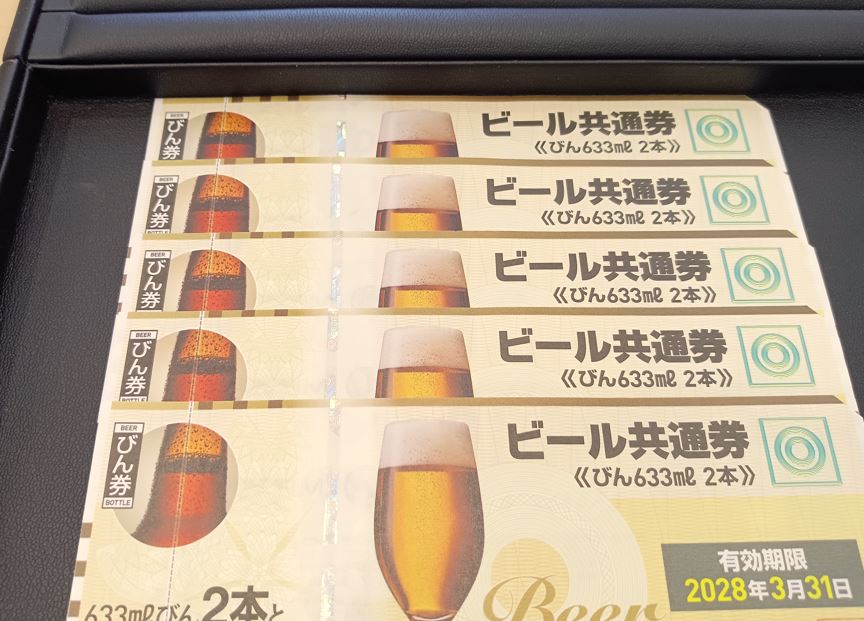 BEER
びん券
ビール共通券
《びん633㎖ 2本》
BEER
びん券
BOTTLE
ビール共通券
《びん633㎖ 2本》
BEER
びん券
ビール共通券
《びん633㎖ 2本》
BEER
びん券
BOTTLE
ビール共通券
《びん633㎖ 2本》
BEER
びん券
BOTTLE
ビール共通券
《びん633㎖ 2本》
有効期限
2028年3月31日
633㎖びん 2本と
Beer